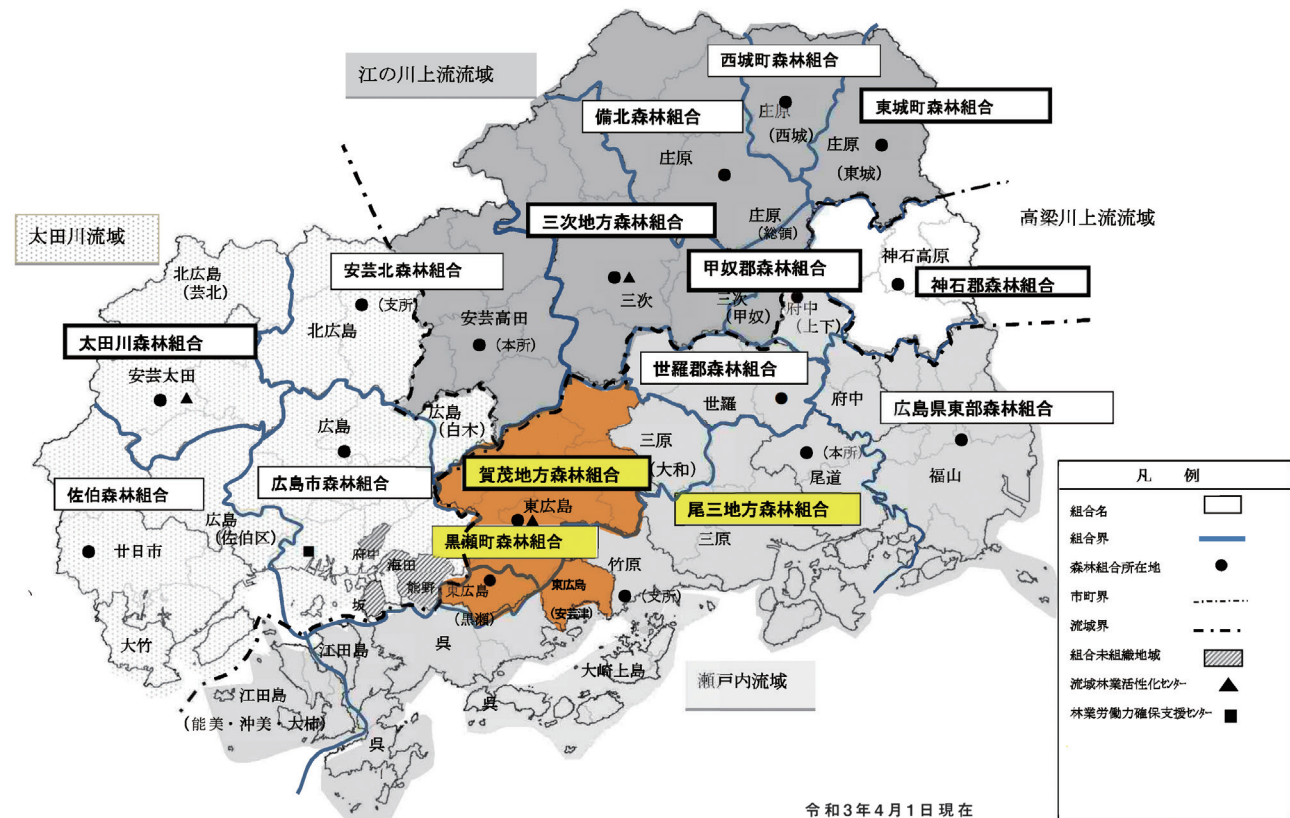 西城町森林組合
江の川上流流域
東城町森林組合
備北森林組合
庄原
(西城)
庄原
(東城)
庄原
三次地方森林組合
庄原
(総領)
高梁川上流流域
太田川流域
安芸北森林組合
甲奴郡森林組合
神石高原
神石郡森林組合
北広島
(芸北)
(支所)
三次
三次
(甲奴)
府中
(上下)
北広島
安芸高田
(本所)
太田川森林組合
安芸太田
世羅郡森林組合
世羅
府中
広島県東部森林組合
広島
(白木)
広島
三原
(大和)
(本所)
尾道
福山
賀茂地方森林組合
佐伯森林組合
広島市森林組合
東広島
尾三地方森林組合
広島
(佐伯区)
黒瀬町森林組合
三原
廿日市
府中
海田
熊野
坂
竹原
東広島
(黒瀬)
東広島
(安芸津)
(支所)
大竹
江田島
呉
大崎上島
瀬戸内流域
江田島
(能美・沖美・大柿)
呉
呉
凡 例
組合名
組合界
森林組合所在地
市町界
流域界
組合未組織地域
流域林業活性化センター
林業労働力確保支援センター
令和3年4月1日現在